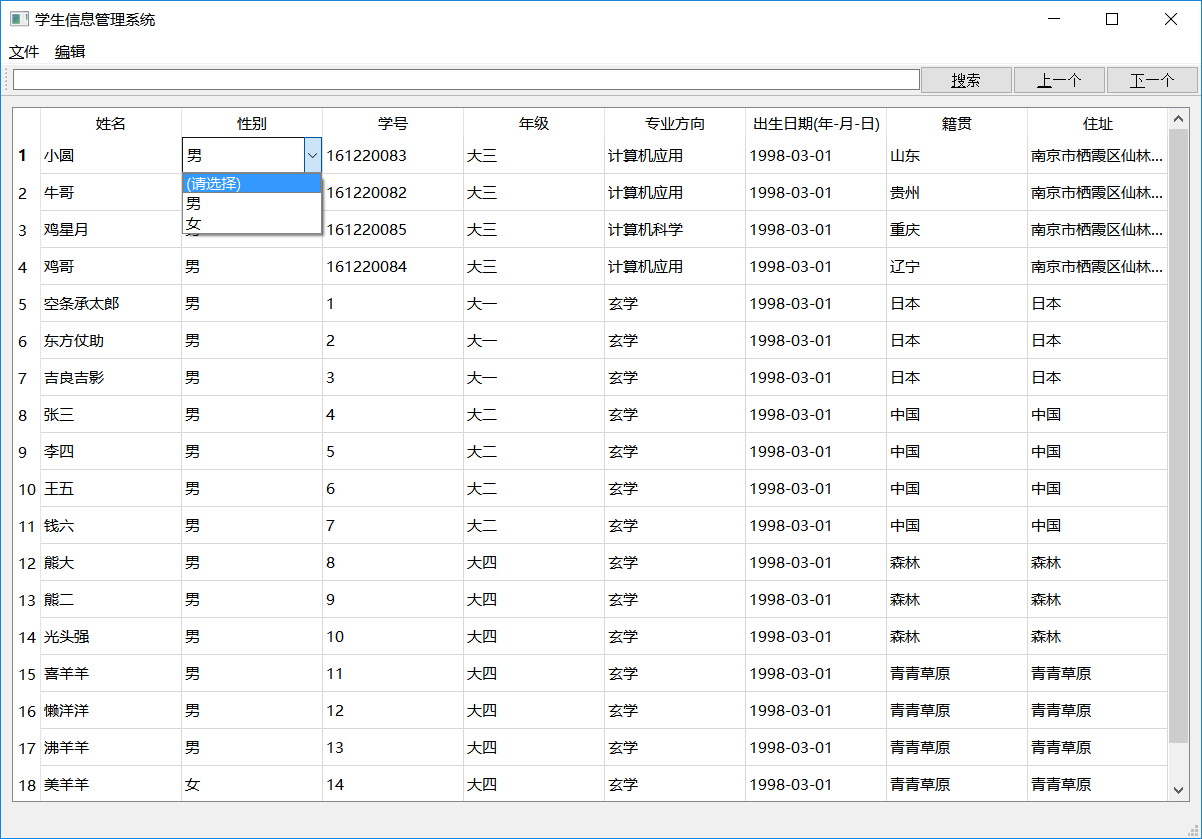 学生信息管理系统
文件 编辑
搜索 上一个 下一个
姓名 性别 学号 年级 专业方向 出生日期(年-月-日) 籍贯 住址
1 小圆 男 161220083 大三 计算机应用 1998-03-01 山东 南京市栖霞区仙林...
(请选择)
男
女
2 牛哥 161220082 大三 计算机应用 1998-03-01 贵州 南京市栖霞区仙林...
3 鸡星月 161220085 大三 计算机科学 1998-03-01 重庆 南京市栖霞区仙林...
4 鸡哥 男 161220084 大三 计算机应用 1998-03-01 辽宁 南京市栖霞区仙林...
5 空条承太郎 男 1 大一 玄学 1998-03-01 日本 日本
6 东方仗助 男 2 大一 玄学 1998-03-01 日本 日本
7 吉良吉影 男 3 大一 玄学 1998-03-01 日本 日本
8 张三 男 4 大二 玄学 1998-03-01 中国 中国
9 李四 男 5 大二 玄学 1998-03-01 中国 中国
10 王五 男 6 大二 玄学 1998-03-01 中国 中国
11 钱六 男 7 大二 玄学 1998-03-01 中国 中国
12 熊大 男 8 大四 玄学 1998-03-01 森林 森林
13 熊二 男 9 大四 玄学 1998-03-01 森林 森林
14 光头强 男 10 大四 玄学 1998-03-01 森林 森林
15 喜羊羊 男 11 大四 玄学 1998-03-01 青青草原 青青草原
16 懒洋洋 男 12 大四 玄学 1998-03-01 青青草原 青青草原
17 沸羊羊 男 13 大四 玄学 1998-03-01 青青草原 青青草原
18 美羊羊 女 14 大四 玄学 1998-03-01 青青草原 青青草原